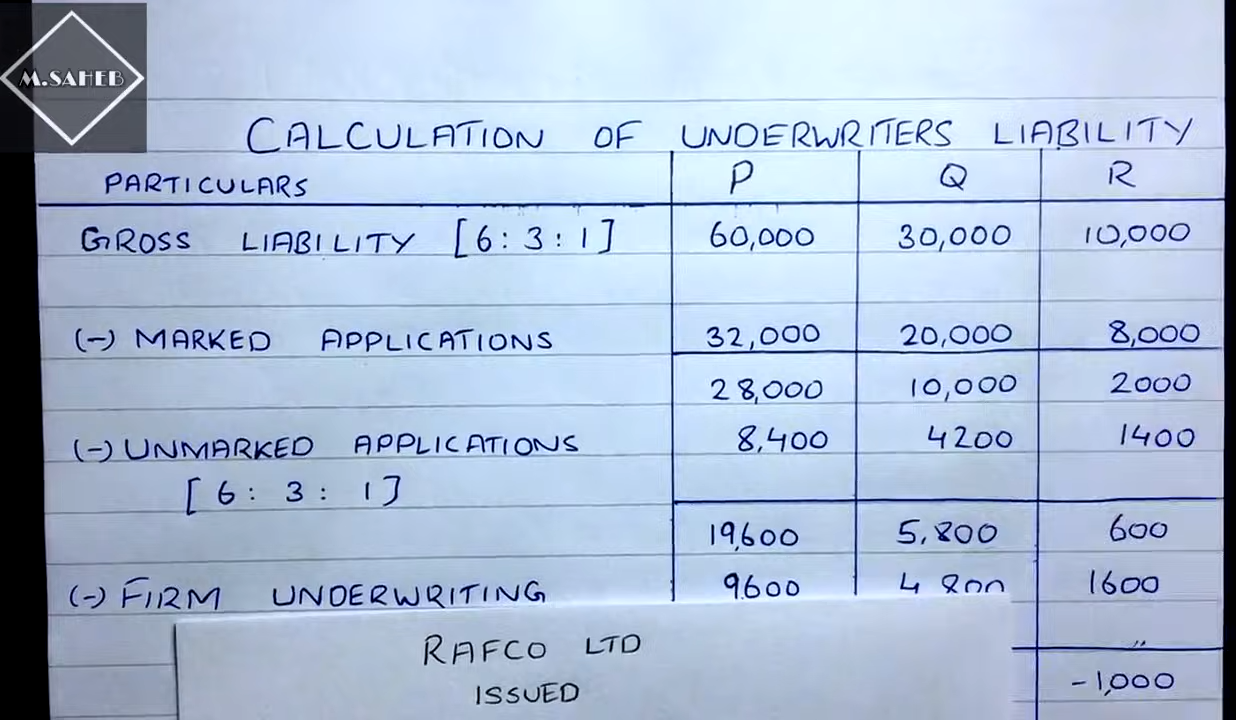 M.SAHEB
CALCULATION OF UNDERWRITERS LIABILITY
PARTICULARS P Q R
GROSS LIABILITY [6:3:1] 60,000 30,000 10,000
(-) MARKED APPLICATIONS 32,000 20,000 8,000
28,000 10,000 2000
(-) UNMARKED APPLICATIONS 8,400 4200 1400
[6: 3: 1]
19,600 5,800 600
(-) FIRM UNDERWRITING 9600 4800 1600
RAFCO LTD
ISSUED
-1,000